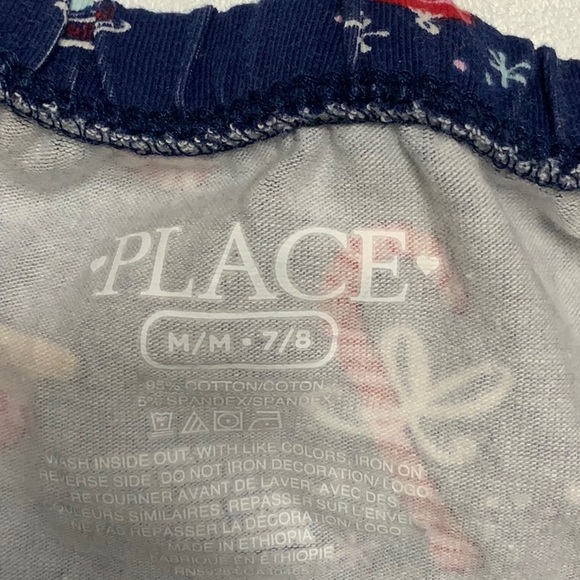 PLACE
M/M • 7/8
95% COTTON/COTON
5% SPANDEX/SPANDEX
WASH INSIDE OUT, WITH LIKE COLORS, IRON ON
REVERSE SIDE. DO NOT IRON DECORATION/LOGO
RETOURNER AVANT DE LAVER, AVEC DES
COULEURS SIMILAIRES. REPASSER SUR L'ENVERS
NE PAS REPASSER LA DÉCORATION/LOGO
MADE IN ETHIOPIA
FABRIQUÉ EN ÉTHIOPIE